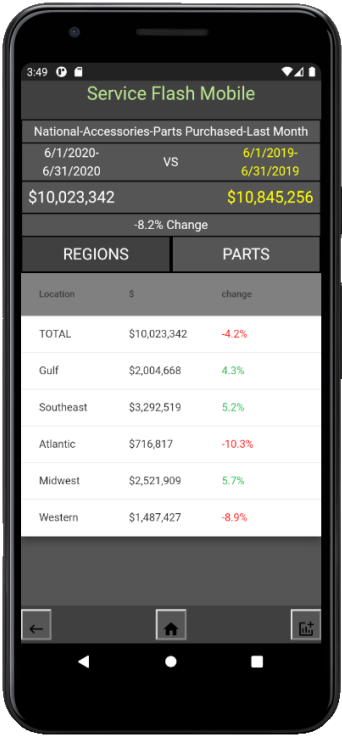 3:49
Service Flash Mobile
National-Accessories-Parts Purchased-Last Month
6/1/2020-
6/31/2020
VS
6/1/2019-
6/31/2019
$10,023,342 $10,845,256
-8.2% Change
REGIONS PARTS
Location $ change
TOTAL $10,023,342 -4.2%
Gulf $2,004,668 4.3%
Southeast $3,292,519 5.2%
Atlantic $716,817 -10.3%
Midwest $2,521,909 5.7%
Western $1,487,427 -8.9%